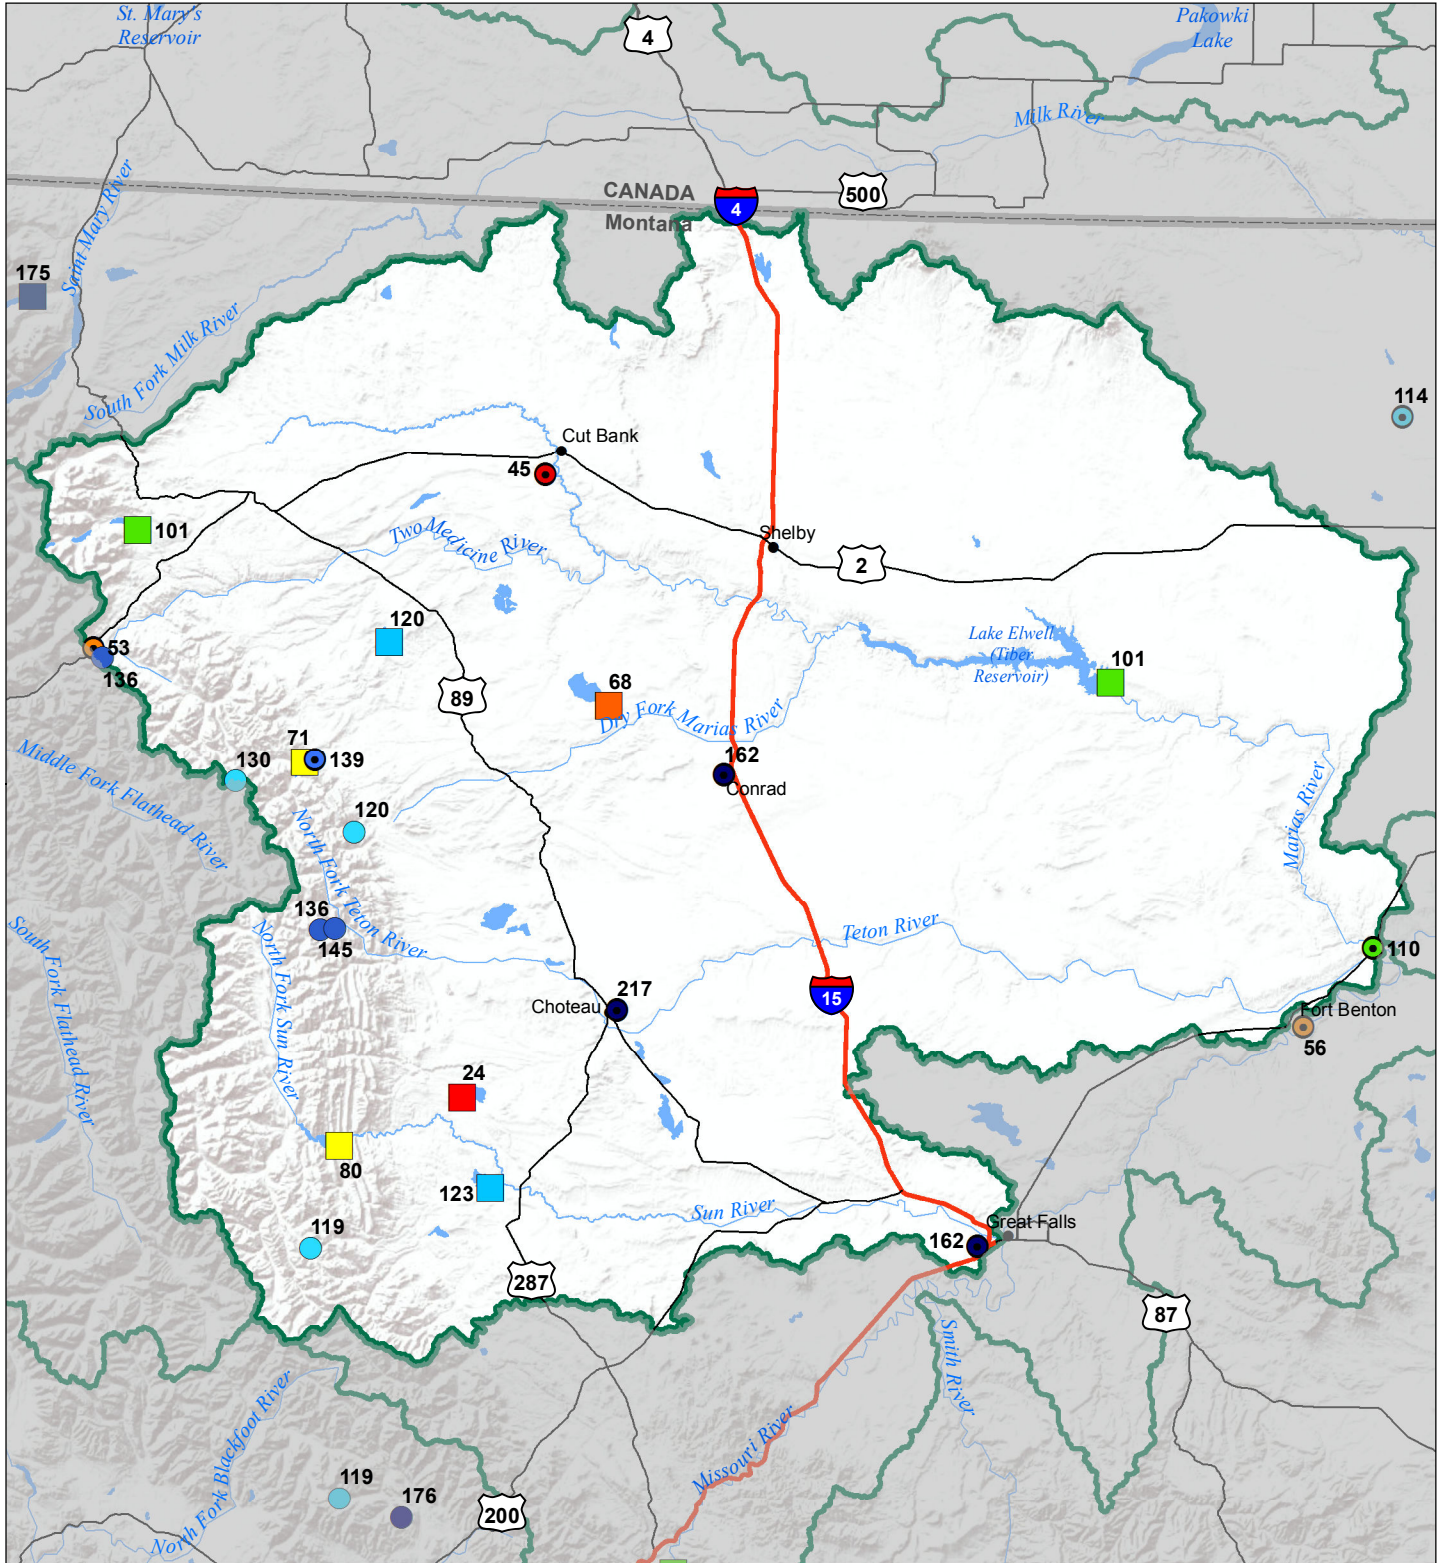 St. Mary's
Reservoir
4
Pakowki
Lake
Milk River
CANADA
Montana
4
500
Saint Mary River
175
South Fork Milk River
114
Cut Bank
45
101
Two Medicine River
Shelby
2
120
Lake Elwell
(Tiber
Reservoir)
101
53
136
89
68
Dry Fork Marias River
71
139
130
162
Conrad
Middle Fork Flathead River
120
Marias River
North Fork Teton River
136
145
Teton River
110
South Fork Flathead River
North Fork Sun River
15
217
Choteau
Fort Benton
56
24
80
123
Sun River
119
Great Falls
162
287
87
Smith River
North Fork Blackfoot River
Missouri River
119
176
200